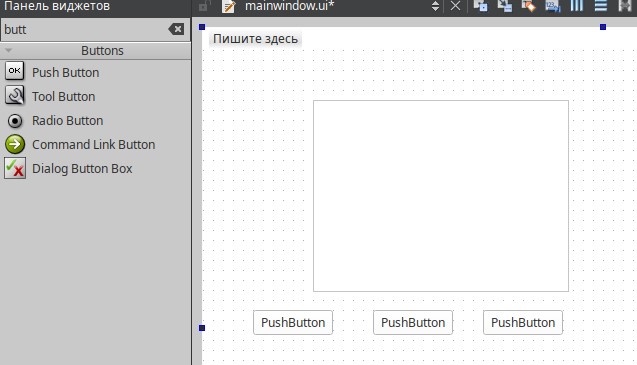 Панель виджетов
mainwindow.ui*
butt
Пишите здесь
Buttons
OK Push Button
Tool Button
Radio Button
Command Link Button
Dialog Button Box
PushButton PushButton PushButton